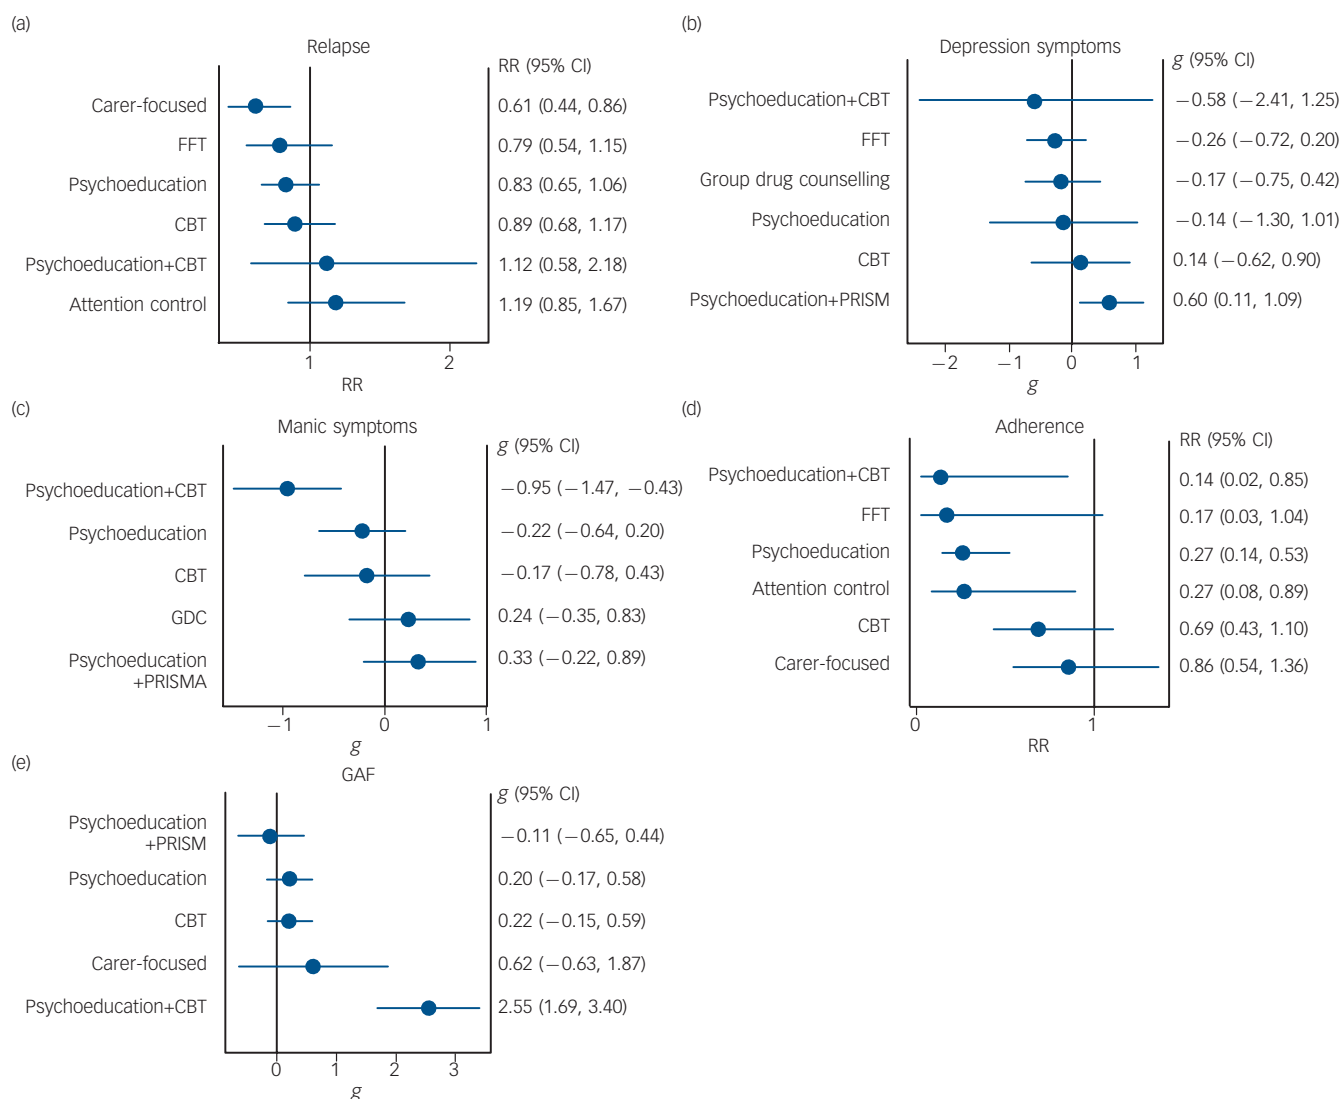 (a)
Relapse
RR (95% CI)
Carer-focused 0.61 (0.44, 0.86)
FFT 0.79 (0.54, 1.15)
Psychoeducation 0.83 (0.65, 1.06)
CBT 0.89 (0.68, 1.17)
Psychoeducation+CBT 1.12 (0.58, 2.18)
Attention control 1.19 (0.85, 1.67)
1 2
RR
(b)
Depression symptoms
g (95% CI)
Psychoeducation+CBT −0.58 (−2.41, 1.25)
FFT −0.26 (−0.72, 0.20)
Group drug counselling −0.17 (−0.75, 0.42)
Psychoeducation −0.14 (−1.30, 1.01)
CBT 0.14 (−0.62, 0.90)
Psychoeducation+PRISM 0.60 (0.11, 1.09)
−2 −1 0 1
g
(c)
Manic symptoms
g (95% CI)
Psychoeducation+CBT −0.95 (−1.47, −0.43)
Psychoeducation −0.22 (−0.64, 0.20)
CBT −0.17 (−0.78, 0.43)
GDC 0.24 (−0.35, 0.83)
Psychoeducation 0.33 (−0.22, 0.89)
+PRISMA
−1 0 1
g
(d)
Adherence
RR (95% CI)
Psychoeducation+CBT 0.14 (0.02, 0.85)
FFT 0.17 (0.03, 1.04)
Psychoeducation 0.27 (0.14, 0.53)
Attention control 0.27 (0.08, 0.89)
CBT 0.69 (0.43, 1.10)
Carer-focused 0.86 (0.54, 1.36)
0 1
RR
(e)
GAF
g (95% CI)
Psychoeducation
+PRISM −0.11 (−0.65, 0.44)
Psychoeducation 0.20 (−0.17, 0.58)
CBT 0.22 (−0.15, 0.59)
Carer-focused 0.62 (−0.63, 1.87)
Psychoeducation+CBT 2.55 (1.69, 3.40)
0 1 2 3
g